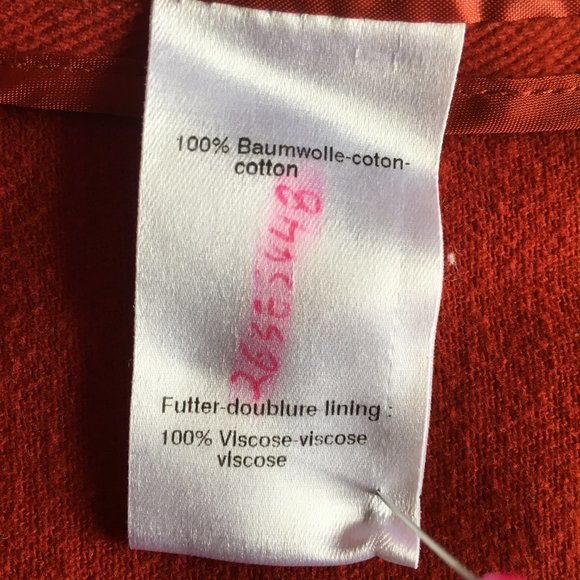 100% Baumwolle-coton-
cotton
Futter-doublure lining :
100% VIscose-viscose
vIscose